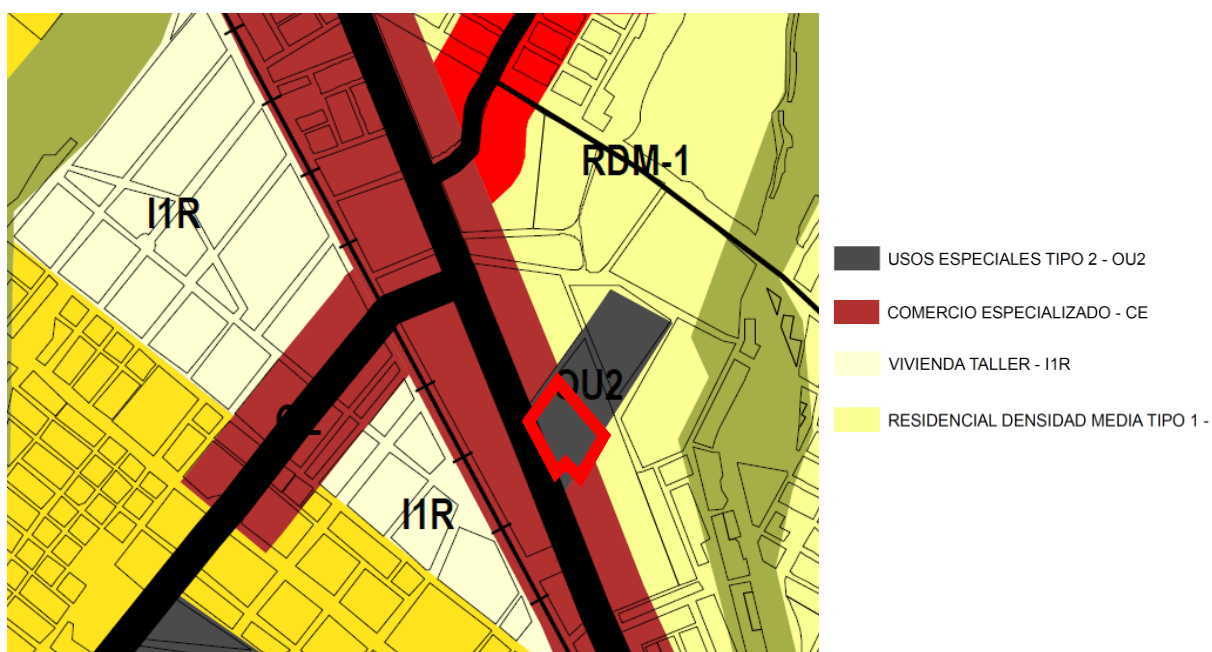 RDM-1
I1R
OU2
I1R
USOS ESPECIALES TIPO 2 - OU2
COMERCIO ESPECIALIZADO - CE
VIVIENDA TALLER - I1R
RESIDENCIAL DENSIDAD MEDIA TIPO 1 -